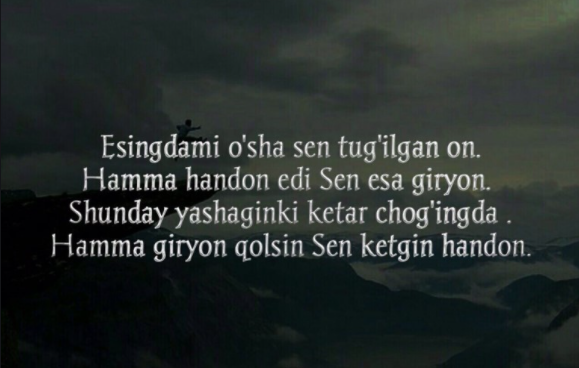 Esingdami o'sha sen tug'ilgan on.
Hamma handon edi Sen esa giryon.
Shunday yashaginki ketar chog'ingda .
Hamma giryon qolsin Sen ketgin handon.